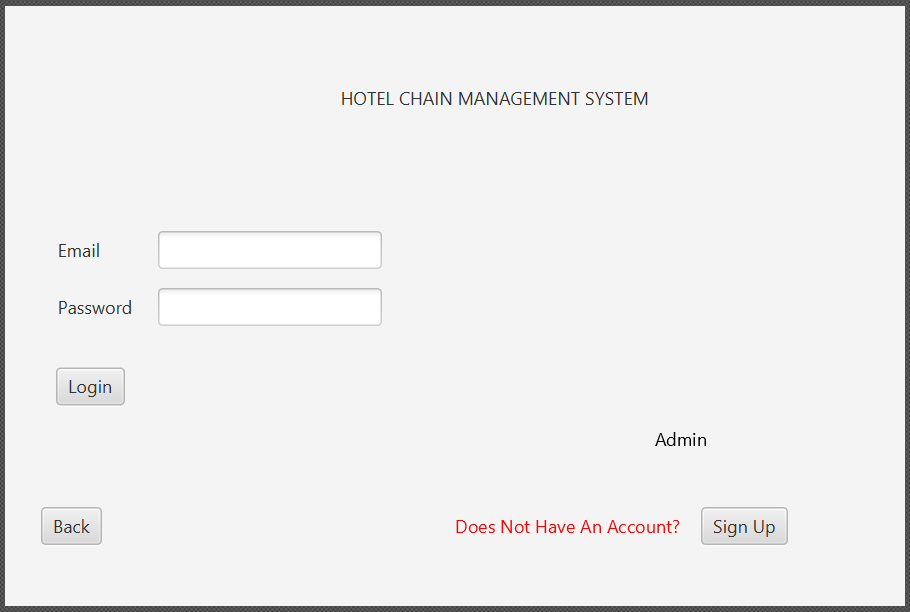 HOTEL CHAIN MANAGEMENT SYSTEM
Email
Password
Login
Admin
Back
Does Not Have An Account? Sign Up